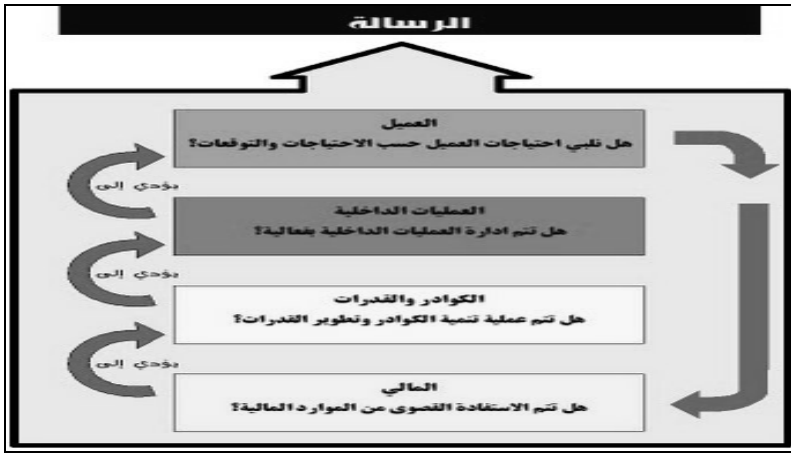 الرسالة
العميل
هل نلبي احتياجات العميل حسب الاحتياجات والتوقعات؟
يؤدي إلى
العمليات الداخلية
هل تتم ادارة العمليات الداخلية بفعالية؟
يؤدي إلى
الكوادر والقدرات
هل تتم عملية تنمية الكوادر وتطوير القدرات؟
يؤدي إلى
المالي
هل تتم الاستفادة القصوى من الموارد المالية؟